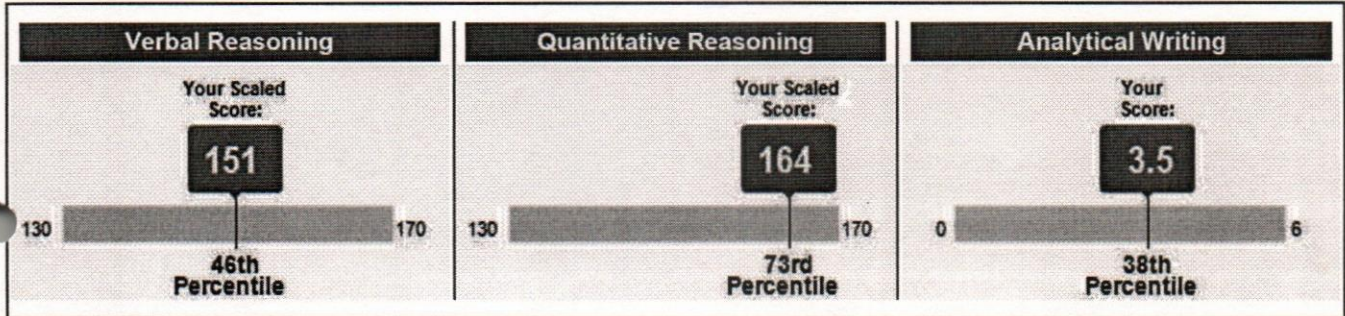 Verbal Reasoning
Your Scaled
Score:
151
130
170
46th
Percentile
Quantitative Reasoning
Your Scaled
Score:
164
130
170
73rd
Percentile
Analytical Writing
Your
Score:
3.5
0
6
38th
Percentile